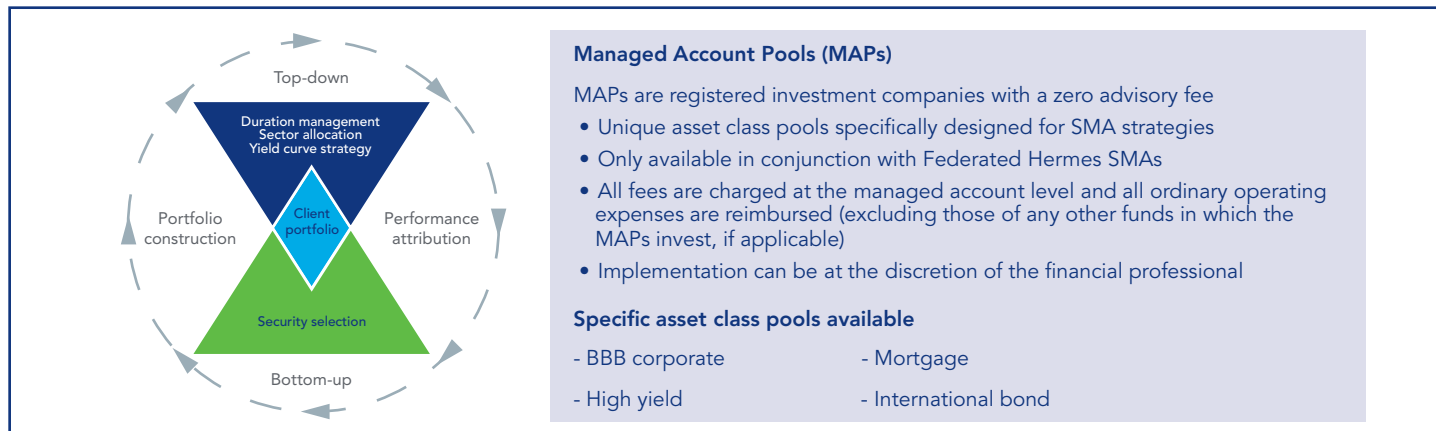 Top-down
Duration management
Sector allocation
Yield curve strategy
Portfolio
construction
Client
portfolio
Performance
attribution
Security selection
Bottom-up
Managed Account Pools (MAPs)
MAPs are registered investment companies with a zero advisory fee
• Unique asset class pools specifically designed for SMA strategies
• Only available in conjunction with Federated Hermes SMAs
• All fees are charged at the managed account level and all ordinary operating
expenses are reimbursed (excluding those of any other funds in which the
MAPs invest, if applicable)
• Implementation can be at the discretion of the financial professional
Specific asset class pools available
- BBB corporate
- Mortgage
- High yield
- International bond